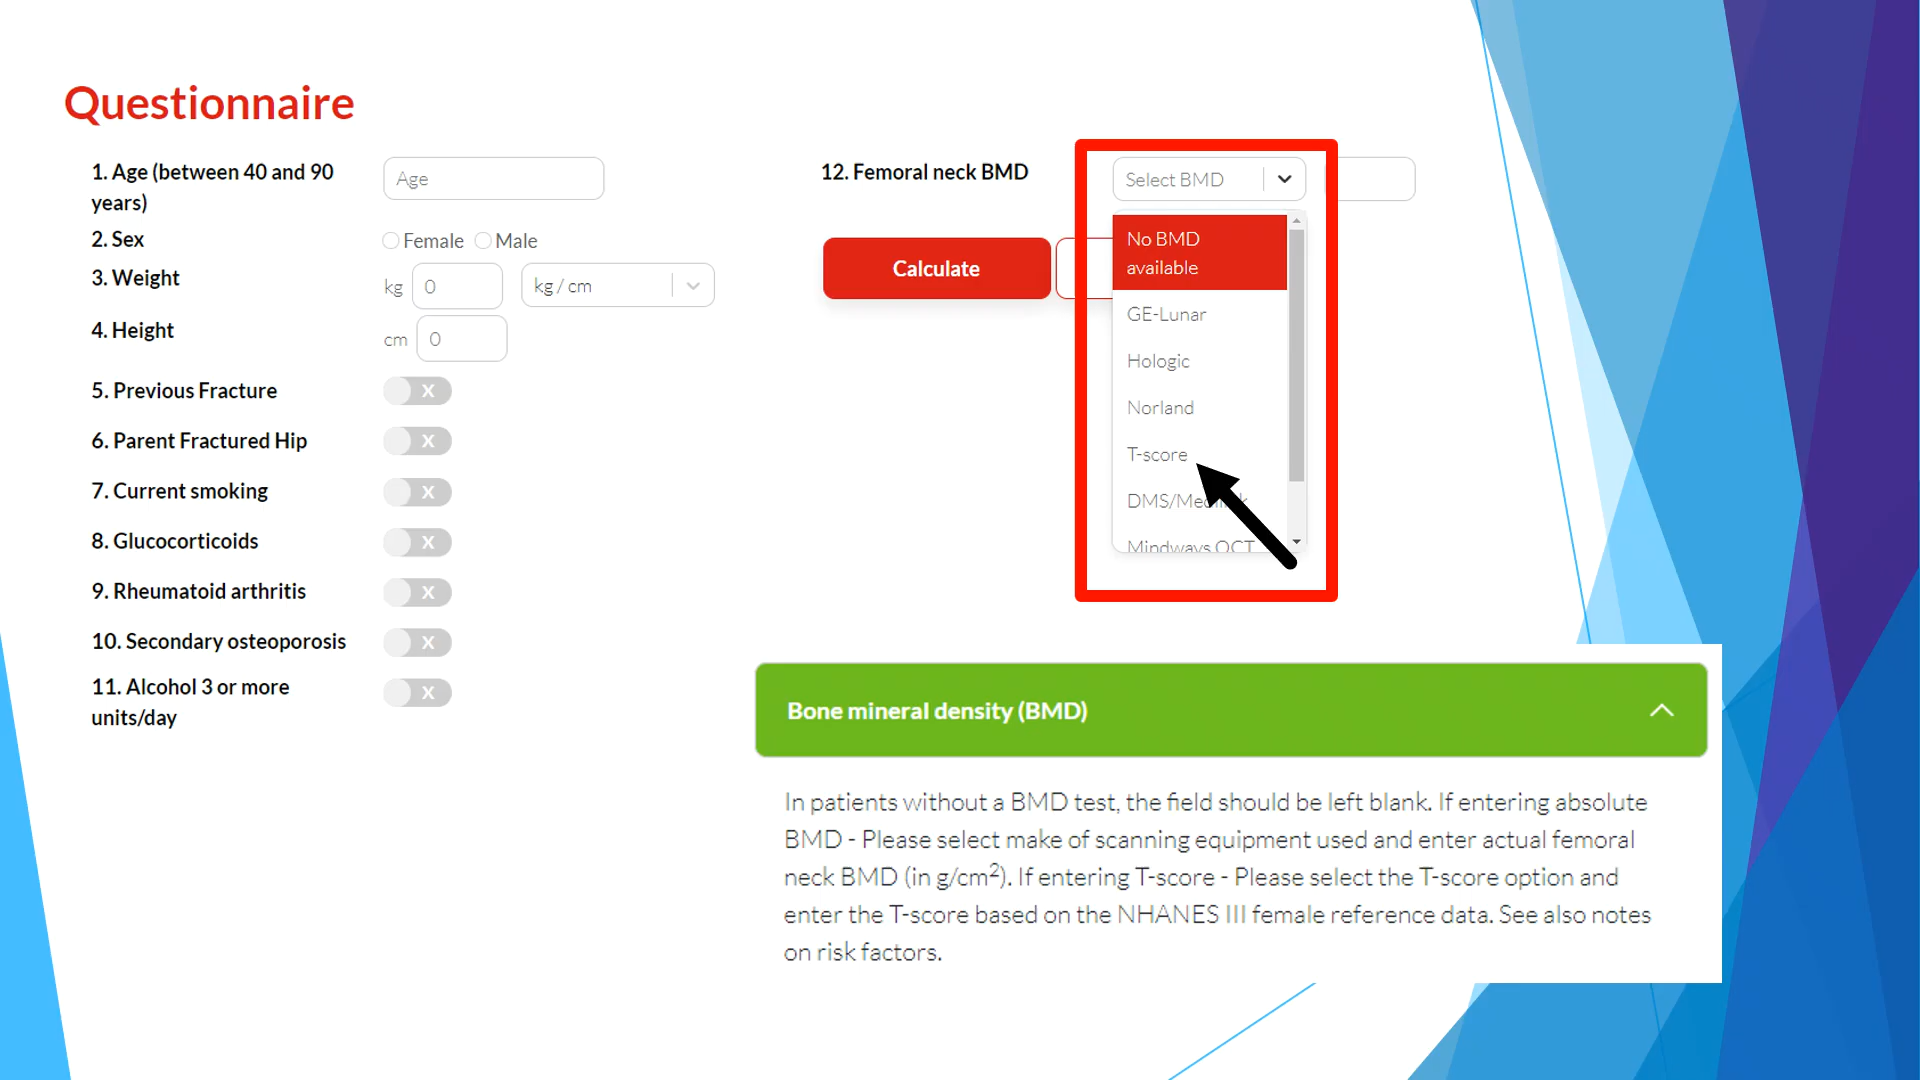 Questionnaire
1. Age (between 40 and 90
years)
Age
2. Sex
Female Male
3. Weight
kg 0 kg / cm
4. Height
cm 0
5. Previous Fracture
X
6. Parent Fractured Hip
X
7. Current smoking
X
8. Glucocorticoids
X
9. Rheumatoid arthritis
X
10. Secondary osteoporosis
X
11. Alcohol 3 or more
units/day
X
12. Femoral neck BMD
Select BMD
Calculate
No BMD
available
GE-Lunar
Hologic
Norland
T-score
Mindways QCT
Bone mineral density (BMD)
In patients without a BMD test, the field should be left blank. If entering absolute
BMD - Please select make of scanning equipment used and enter actual femoral
neck BMD (in g/cm²). If entering T-score - Please select the T-score option and
enter the T-score based on the NHANES III female reference data. See also notes
on risk factors.